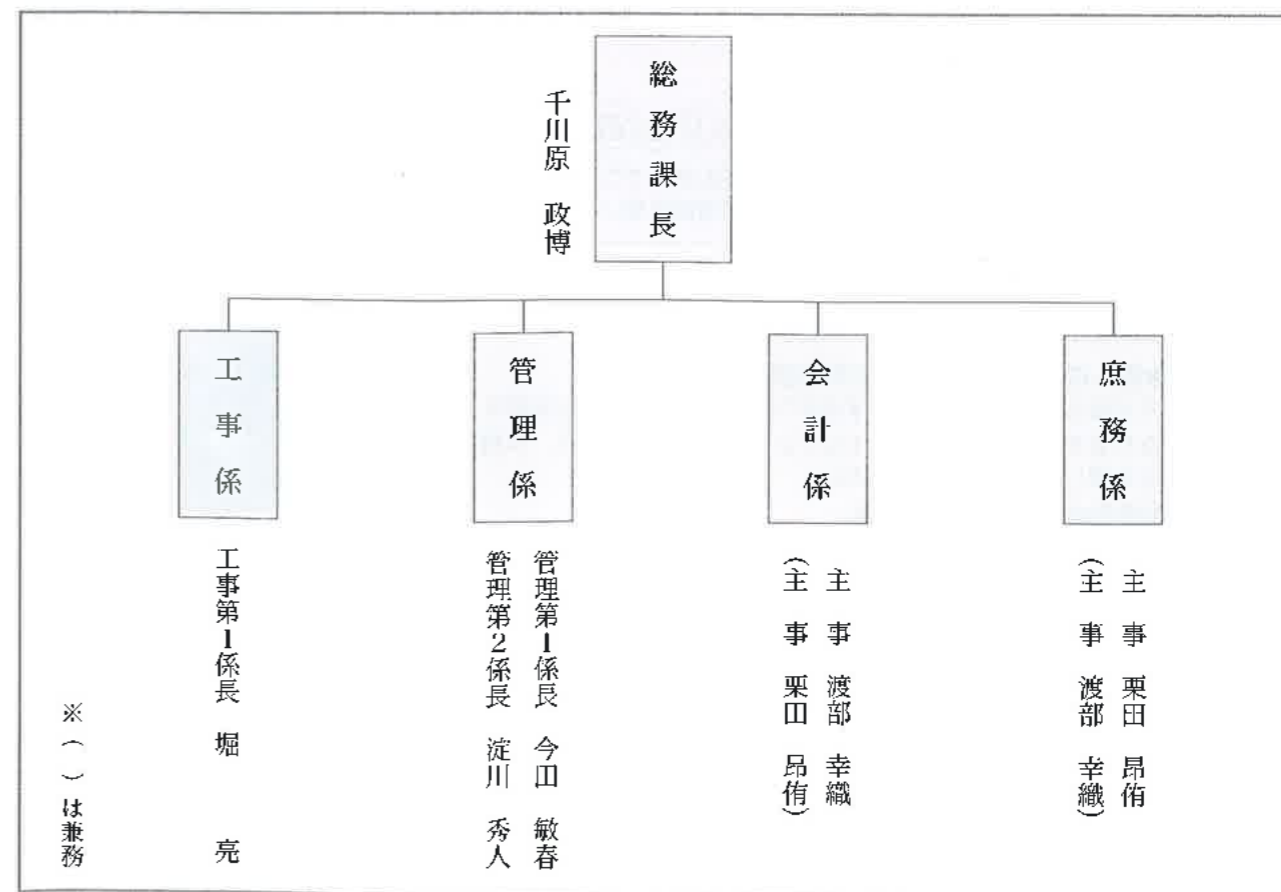 総務課長
千川原 政博
庶務係
主事 栗田 昂侑
(主事 渡部 幸織)
会計係
主事 渡部 幸織
(主事 栗田 昂侑)
管理係
管理第1係長 今田 敏春
管理第2係長 淀川 秀人
工事係
工事第1係長 堀 亮
※( )は兼務